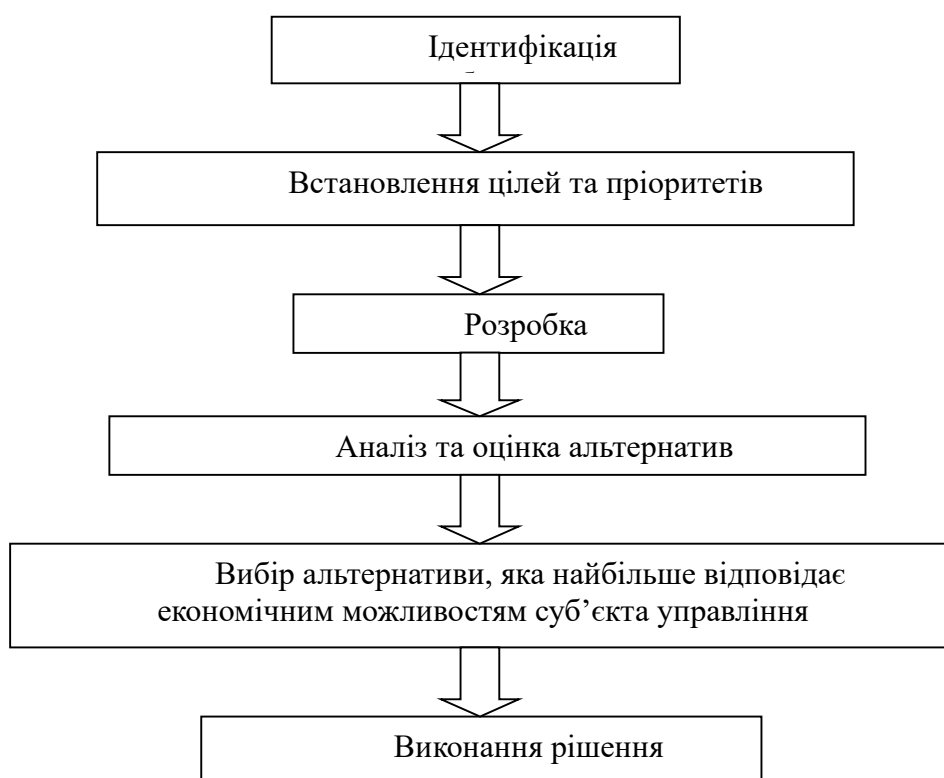 Ідентифікація
Встановлення цілей та пріоритетів
Розробка
Аналіз та оцінка альтернатив
Вибір альтернативи, яка найбільше відповідає
економічним можливостям суб’єкта управління
Виконання рішення